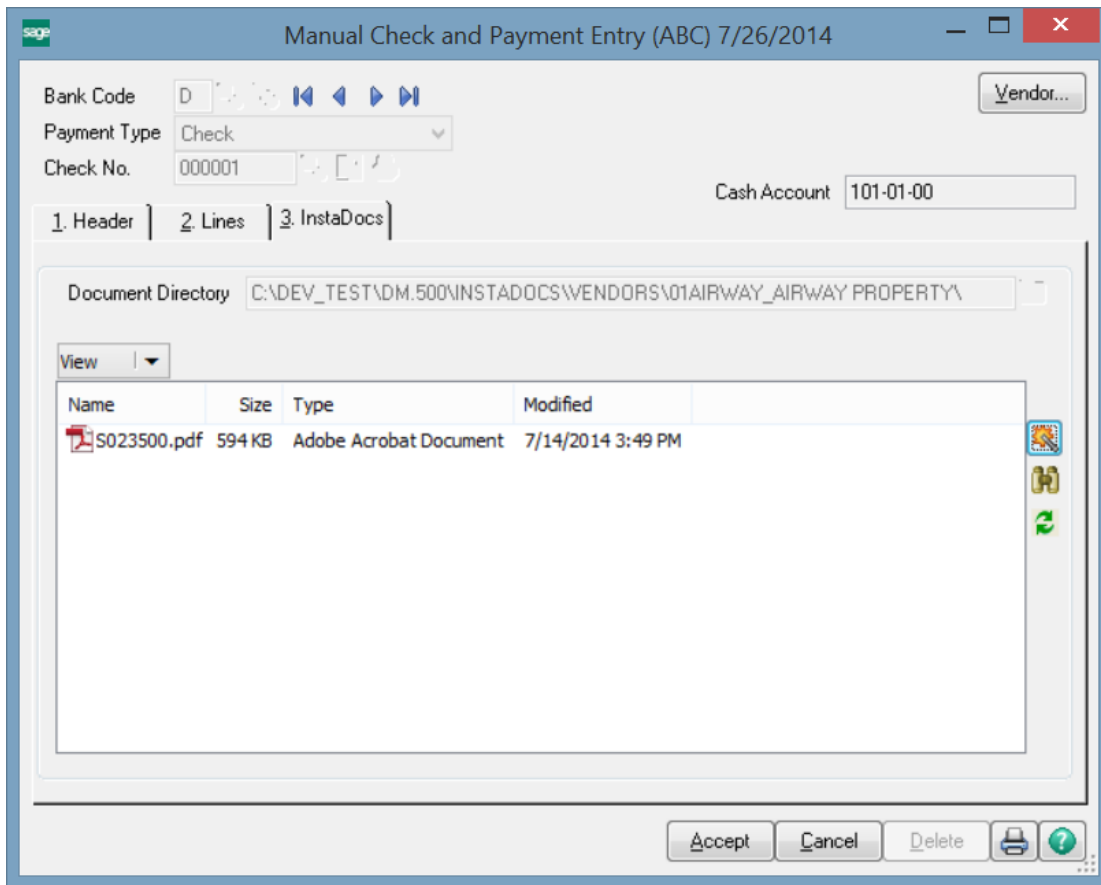 sage
Manual Check and Payment Entry (ABC) 7/26/2014
Bank Code D
Vendor...
Payment Type Check
Check No. 000001
Cash Account 101-01-00
1. Header 2. Lines 3. InstaDocs
Document Directory C:\DEV_TEST\DM.500\INSTADOCS\VENDORS\01AIRWAY_AIRWAY PROPERTY\
View
Name Size Type Modified
S023500.pdf 594 KB Adobe Acrobat Document 7/14/2014 3:49 PM
Accept Cancel Delete ?